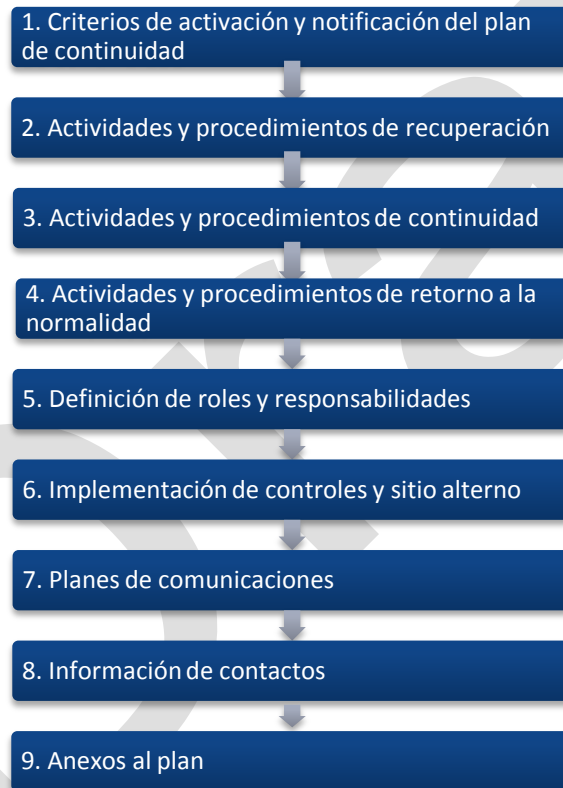 1. Criterios de activación y notificación del plan
de continuidad
2. Actividades y procedimientos de recuperación
3. Actividades y procedimientos de continuidad
4. Actividades y procedimientos de retorno a la
normalidad
5. Definición de roles y responsabilidades
6. Implementación de controles y sitio alterno
7. Planes de comunicaciones
8. Información de contactos
9. Anexos al plan